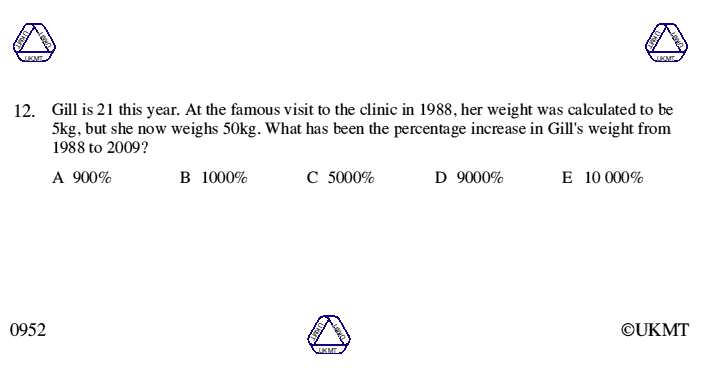 UKMT UKMT UKMT UKMT UKMT UKMT
12. Gill is 21 this year. At the famous visit to the clinic in 1988, her weight was calculated to be
5kg, but she now weighs 50kg. What has been the percentage increase in Gill's weight from
1988 to 2009?
A 900% B 1000% C 5000% D 9000% E 10 000%
0952 UKMT UKMT UKMT ©UKMT